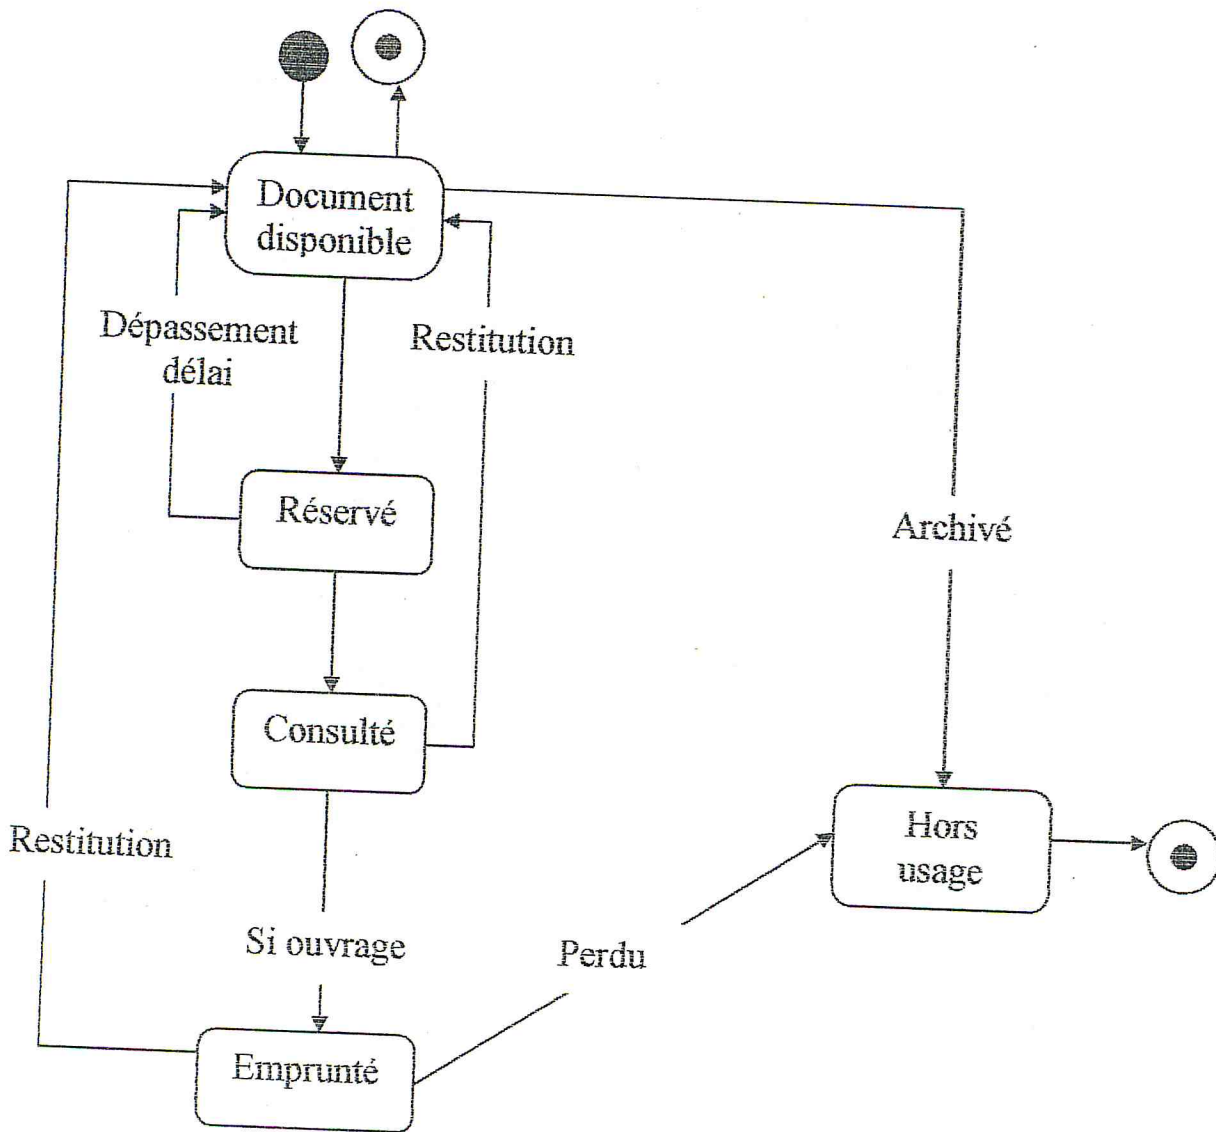 Document
disponible
Dépassement
délai
Restitution
Réservé
Archivé
Consulté
Hors
usage
Restitution
Si ouvrage
Perdu
Emprunté